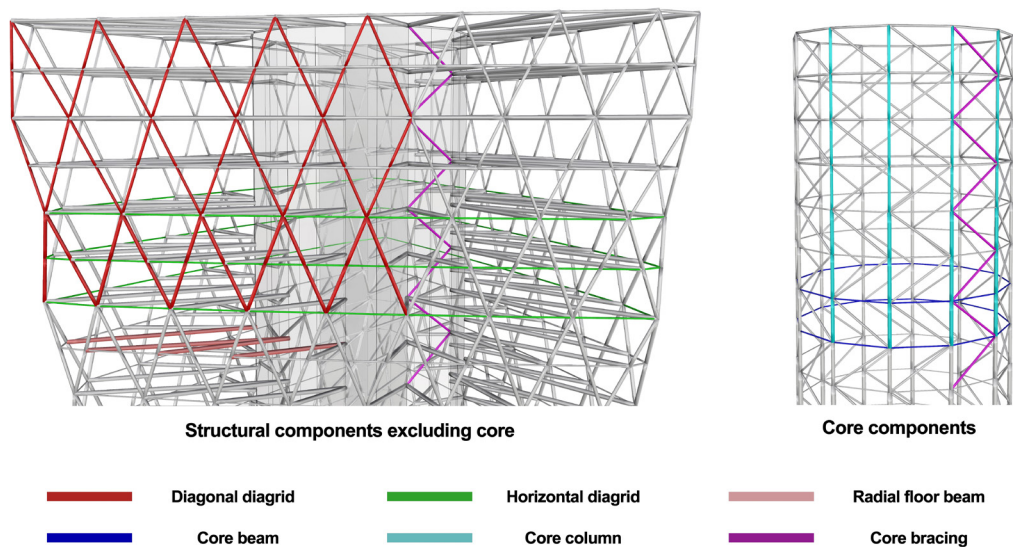 Structural components excluding core
Core components
Diagonal diagrid
Horizontal diagrid
Radial floor beam
Core beam
Core column
Core bracing